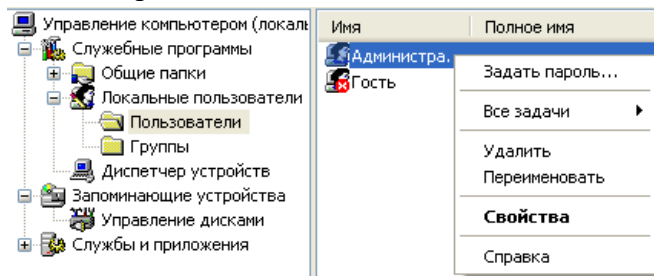 Управление компьютером (локаль
Служебные программы
Общие папки
Локальные пользователи
Пользователи
Группы
Диспетчер устройств
Запоминающие устройства
Управление дисками
Службы и приложения
Имя Полное имя
Администра.
Гость
Задать пароль...
Все задачи
Удалить
Переименовать
Свойства
Справка